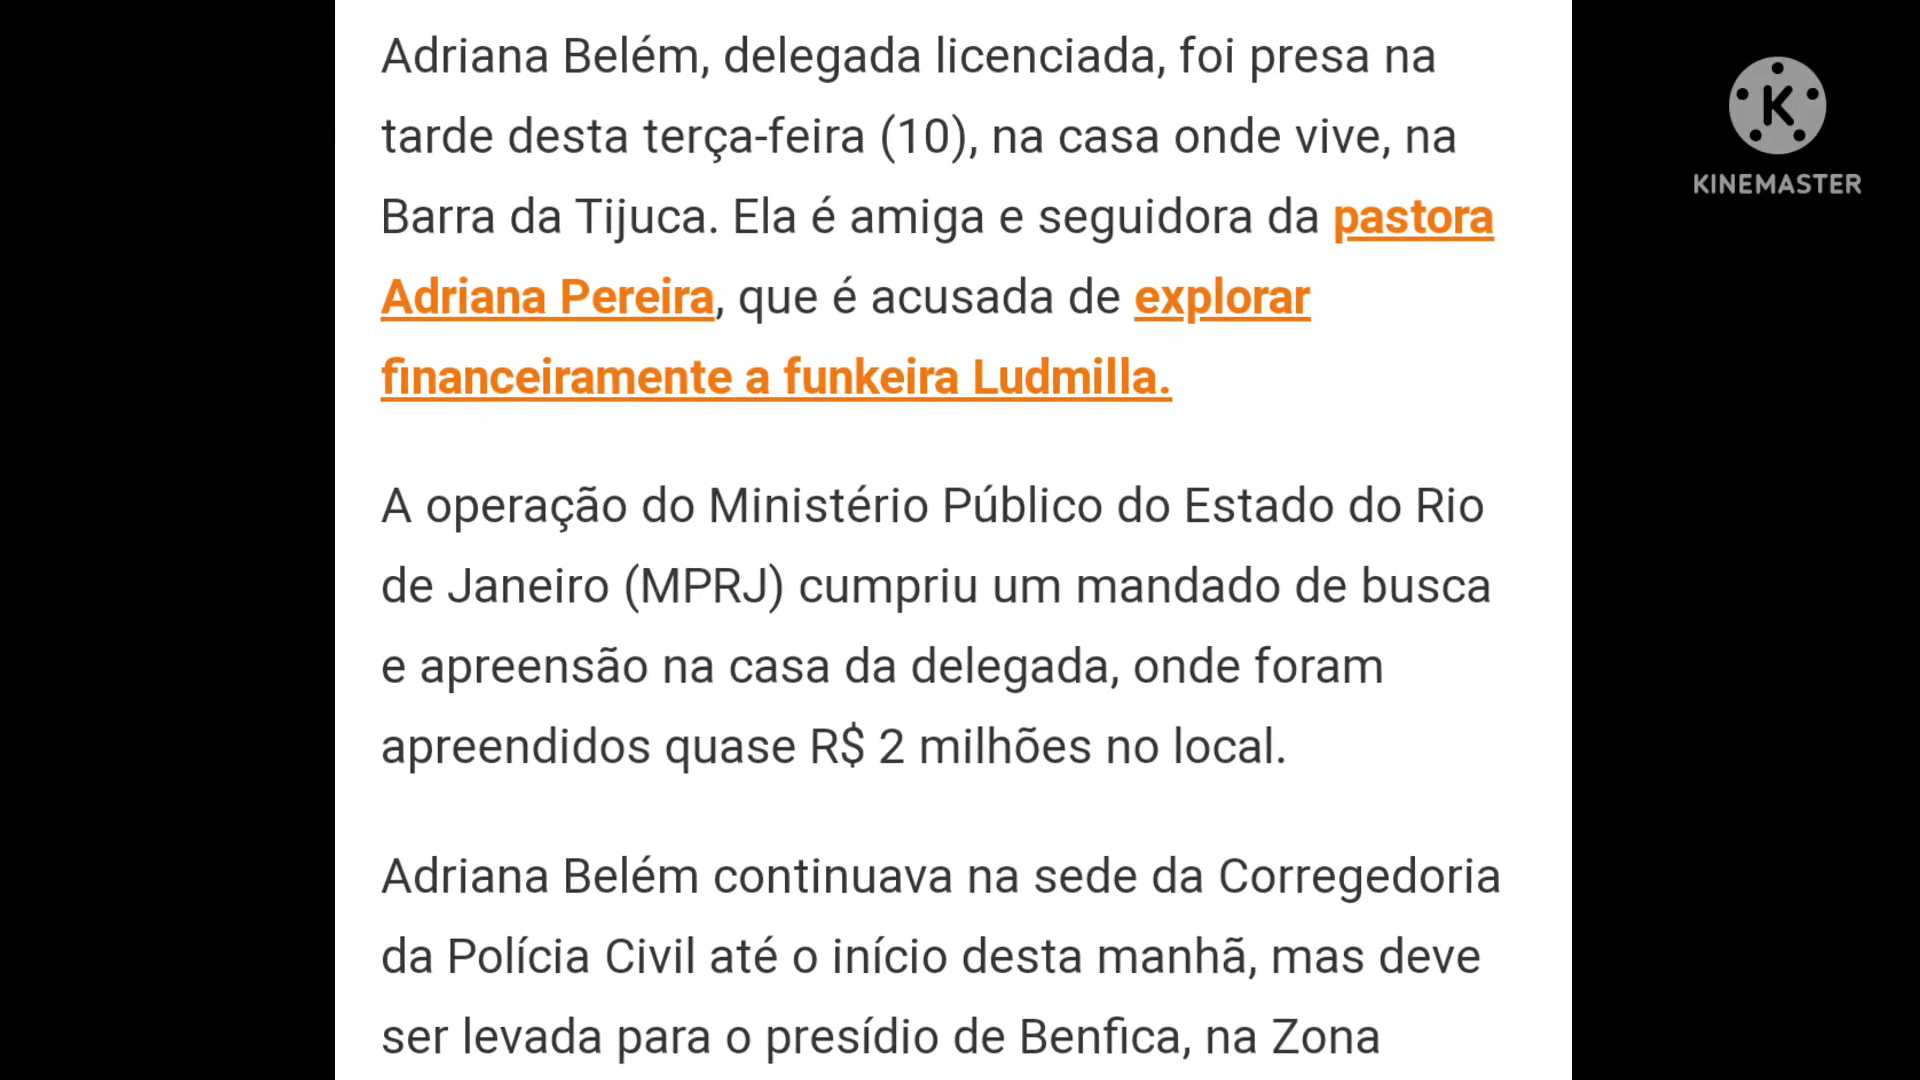 Adriana Belém, delegada licenciada, foi presa na
tarde desta terça-feira (10), na casa onde vive, na
Barra da Tijuca. Ela é amiga e seguidora da pastora
Adriana Pereira, que é acusada de explorar
financeiramente a funkeira Ludmilla.
A operação do Ministério Público do Estado do Rio
de Janeiro (MPRJ) cumpriu um mandado de busca
e apreensão na casa da delegada, onde foram
apreendidos quase R$ 2 milhões no local.
Adriana Belém continuava na sede da Corregedoria
da Polícia Civil até o início desta manhã, mas deve
ser levada para o presídio de Benfica, na Zona
K
KINEMASTER